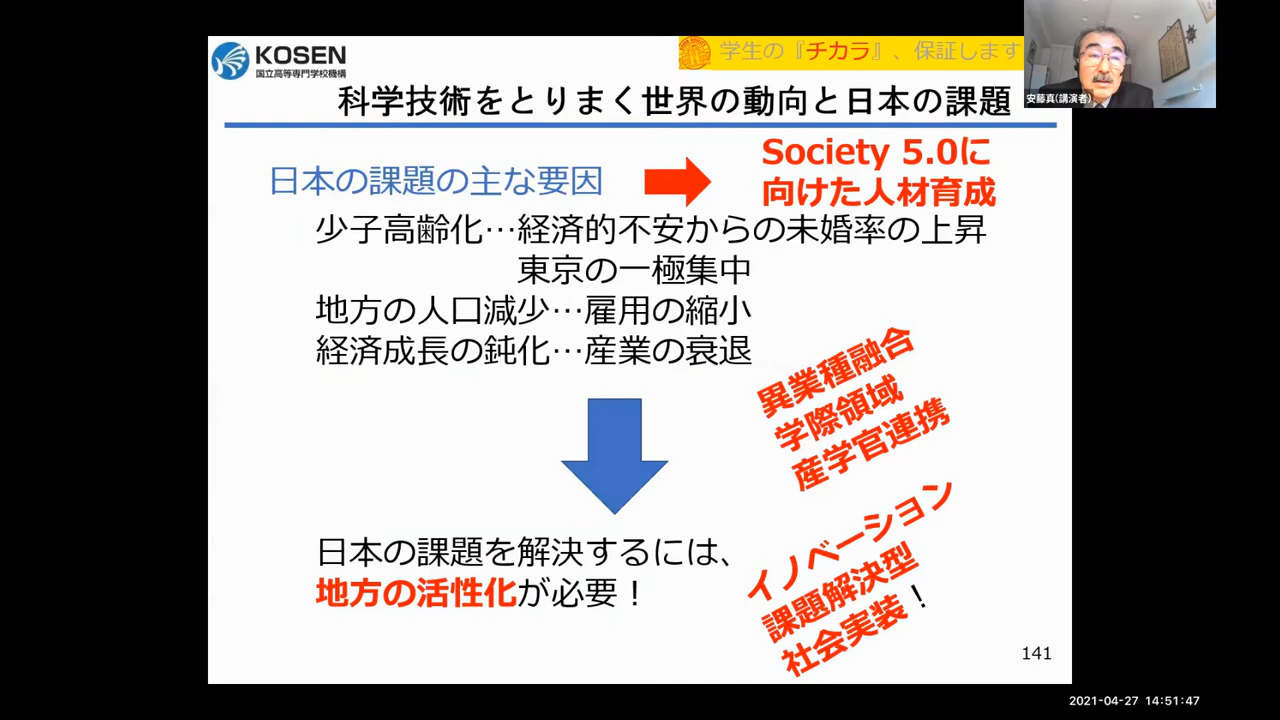 KOSEN
国立高等専門学校機構
学生の『チカラ』、保証します
安藤真(講演者)
科学技術をとりまく世界の動向と日本の課題
日本の課題の主な要因
Society 5.0に
向けた人材育成
少子高齢化…経済的不安からの未婚率の上昇
東京の一極集中
地方の人口減少…雇用の縮小
経済成長の鈍化…産業の衰退
異業種融合
学際領域
産学官連携
日本の課題を解決するには、
地方の活性化が必要！
イノベーション
課題解決型
社会実装！
141
2021-04-27 14:51:47